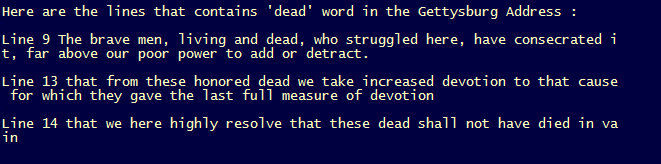 Here are the lines that contains 'dead' word in the Gettysburg Address :
Line 9 The brave men, living and dead, who struggled here, have consecrated i
t, far above our poor power to add or detract.
Line 13 that from these honored dead we take increased devotion to that cause
 for which they gave the last full measure of devotion
Line 14 that we here highly resolve that these dead shall not have died in va
in